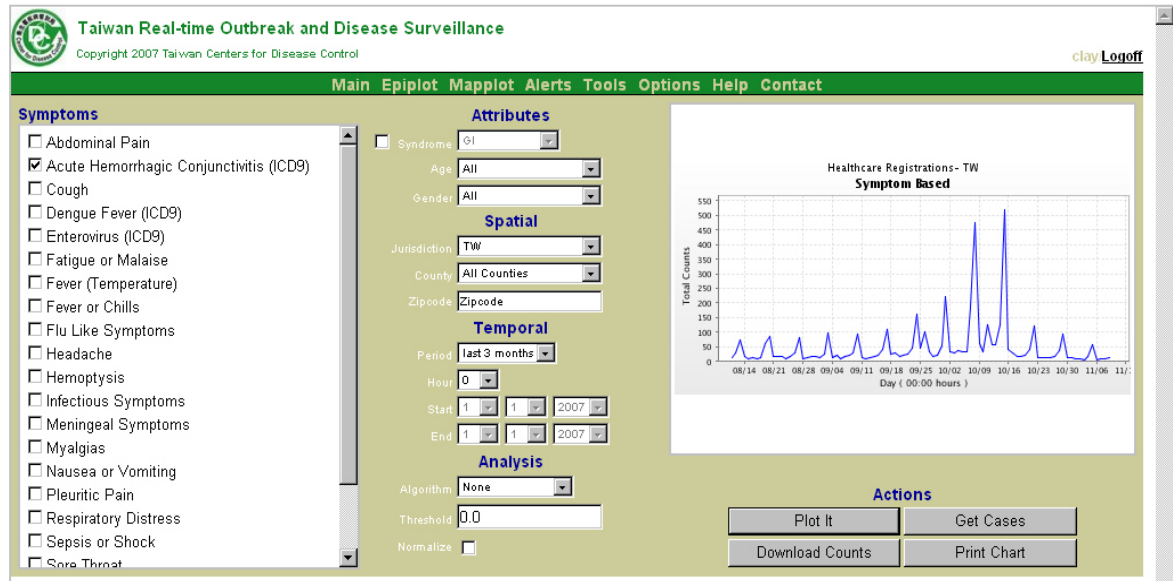 Taiwan Real-time Outbreak and Disease Surveillance
Copyright 2007 Taiwan Centers for Disease Control
clay Logoff
Main Epiplot Mapplot Alerts Tools Options Help Contact
Symptoms
Abdominal Pain
Acute Hemorrhagic Conjunctivitis (ICD9)
Cough
Dengue Fever (ICD9)
Enterovirus (ICD9)
Fatigue or Malaise
Fever (Temperature)
Fever or Chills
Flu Like Symptoms
Headache
Hemoptysis
Infectious Symptoms
Meningeal Symptoms
Myalgias
Nausea or Vomiting
Pleuritic Pain
Respiratory Distress
Sepsis or Shock
Sore Throat
Attributes
Syndrome GI
Age All
Gender All
Spatial
Jurisdiction TW
County All Counties
Zipcode Zipcode
Temporal
Period last 3 months
Hour 0
Start 1 1 2007
End 1 1 2007
Analysis
Algorithm None
Threshold 0.0
Normalize
Healthcare Registrations- TW
Symptom Based
Total Counts
550
500
450
400
350
300
250
200
150
100
50
0
08/14 08/21 08/28 09/04 09/11 09/18 09/25 10/02 10/09 10/16 10/23 10/30 11/06 11/
Day ( 00:00 hours )
Actions
Plot It Get Cases
Download Counts Print Chart